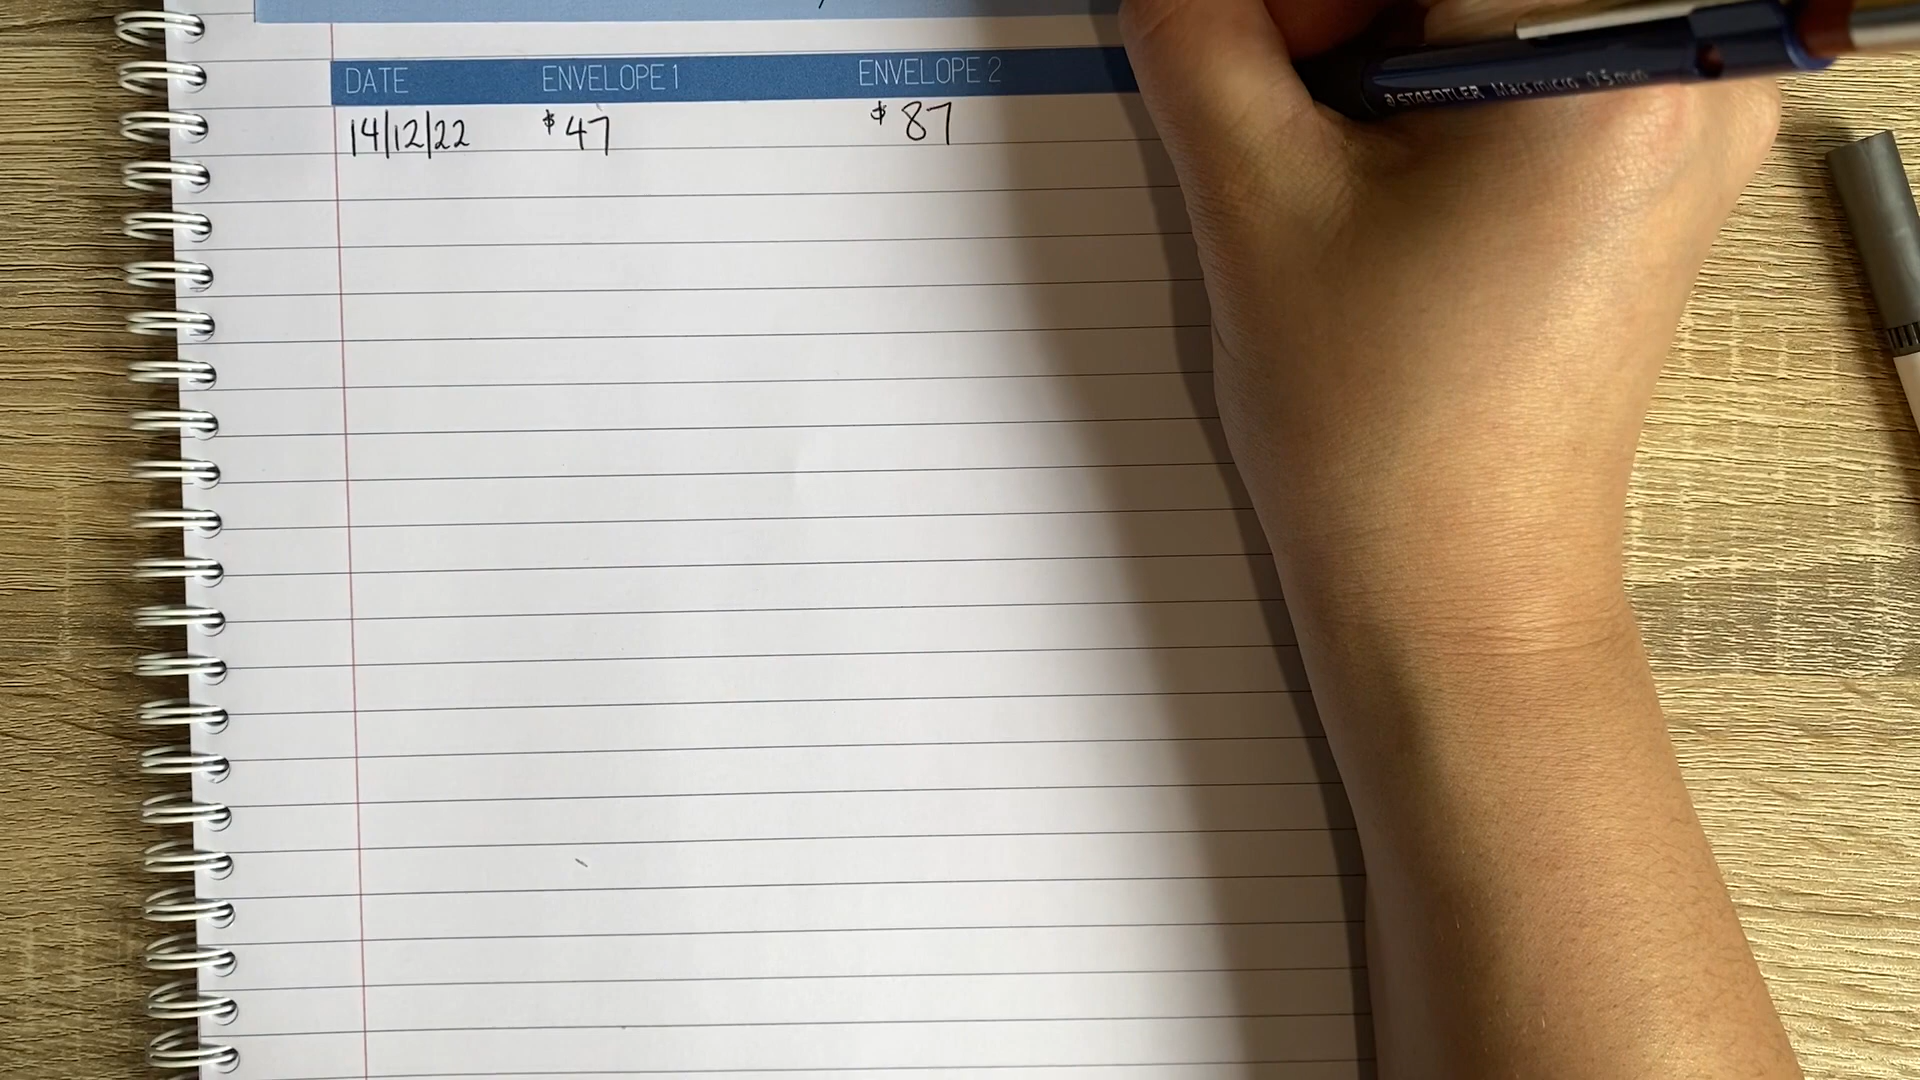 DATE ENVELOPE 1 ENVELOPE 2
14/12/22 $47 $87
STAEDTLER Mars micro 0.5mm